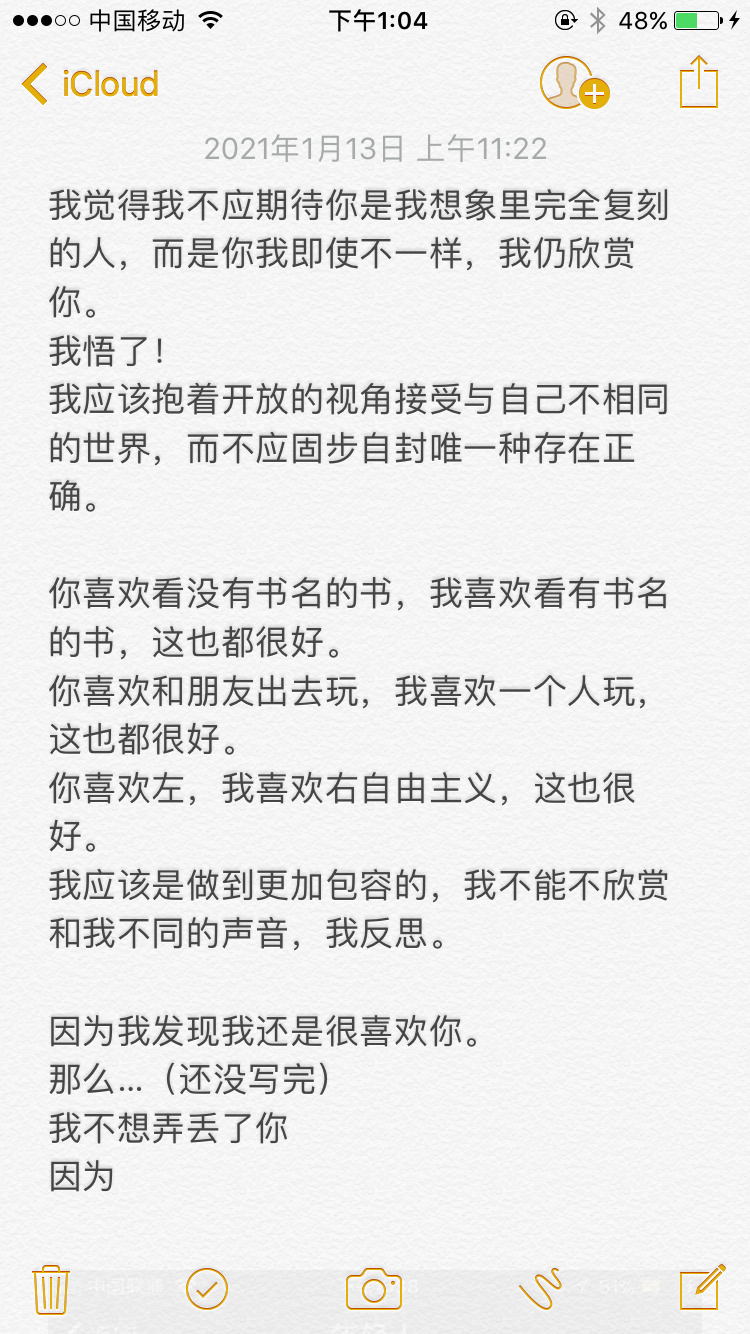 中国移动 下午1:04 48%
iCloud
2021年1月13日 上午11:22
我觉得我不应期待你是我想象里完全复刻
的人，而是你我即使不一样，我仍欣赏
你。
我悟了！
我应该抱着开放的视角接受与自己不相同
的世界，而不应固步自封唯一种存在正
确。
你喜欢看没有书名的书，我喜欢看有书名
的书，这也都很好。
你喜欢和朋友出去玩，我喜欢一个人玩，
这也都很好。
你喜欢左，我喜欢右自由主义，这也很
好。
我应该是做到更加包容的，我不能不欣赏
和我不同的声音，我反思。
因为我发现我还是很喜欢你。
那么...（还没写完）
我不想弄丢了你
因为